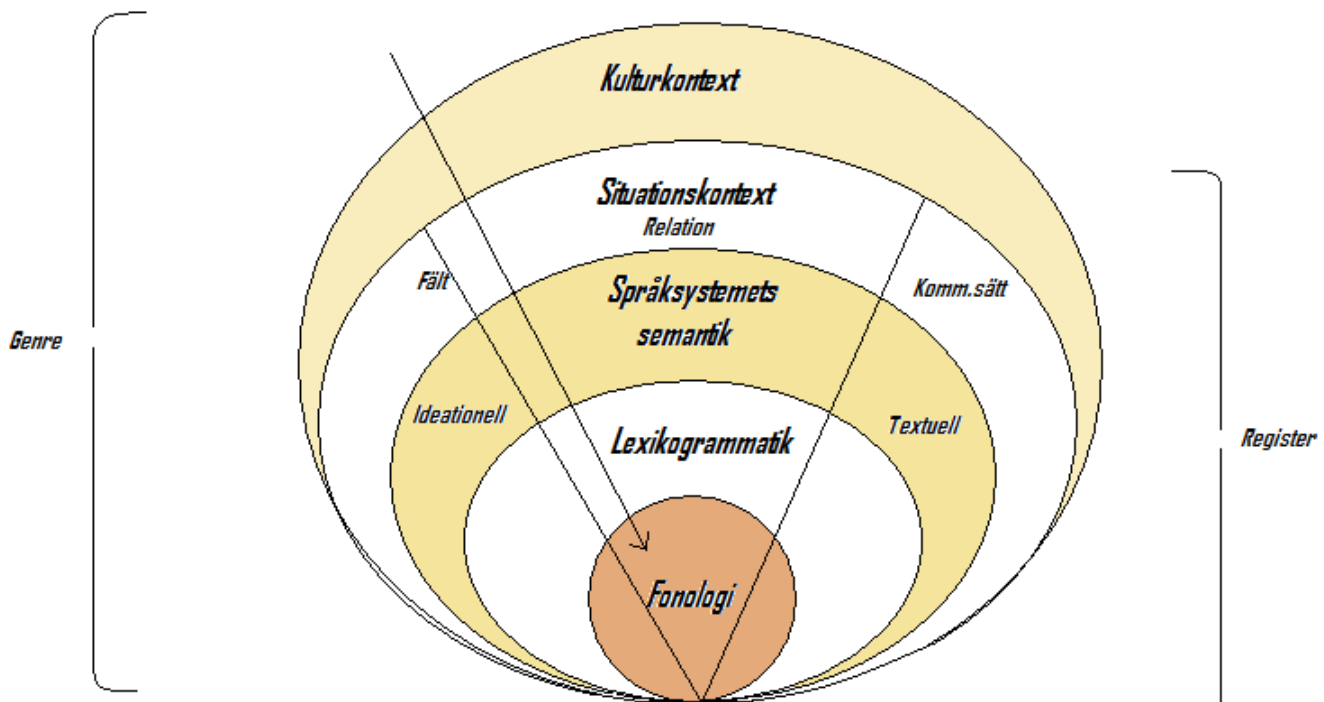 Kulturkontext
Situationskontext
Relation
Fält
Komm.sätt
Språksystemets
semantik
Genre
Ideationell
Textuell
Lexikogrammatik
Register
Fonologi